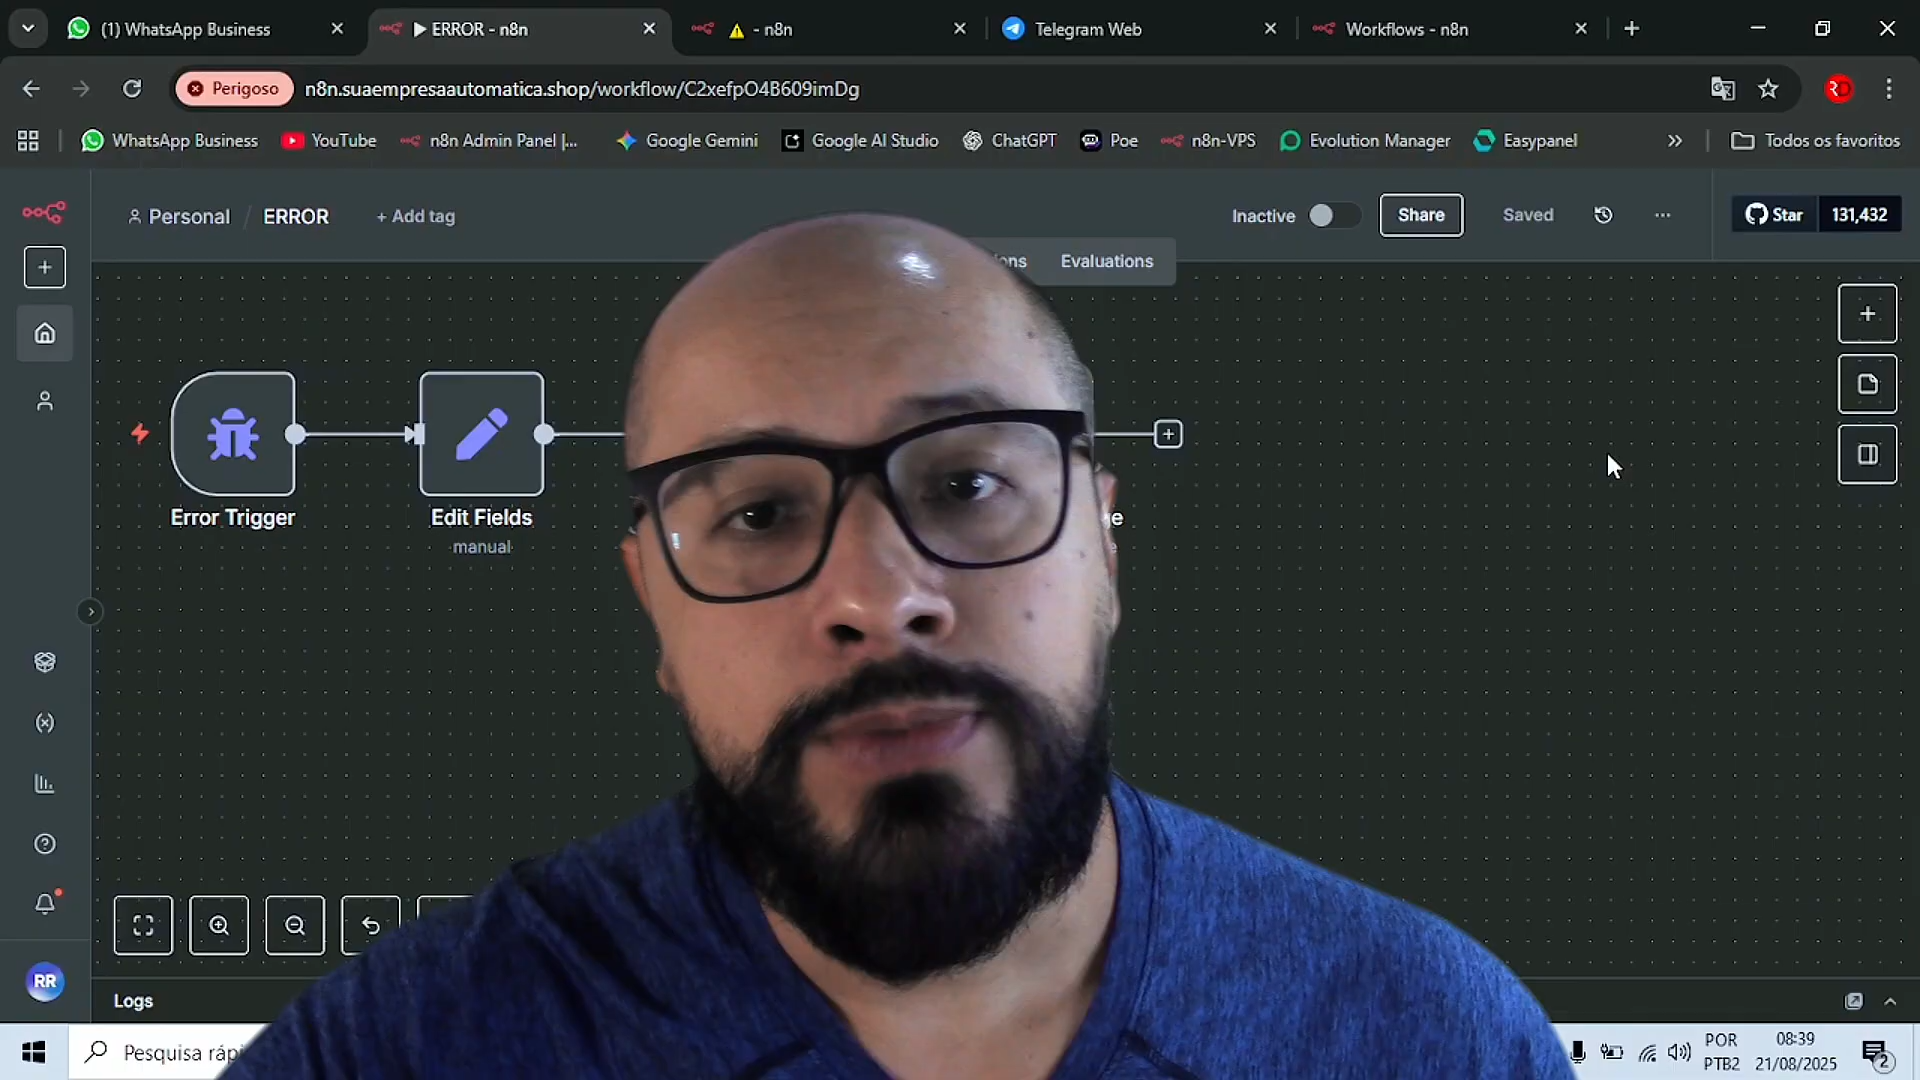 (1) WhatsApp Business
ERROR - n8n
- n8n
Telegram Web
Workflows - n8n
Perigoso
n8n.suaempresaautomatica.shop/workflow/C2xefpO4B609imDg
RD
WhatsApp Business
YouTube
n8n Admin Panel |...
Google Gemini
Google AI Studio
ChatGPT
Poe
n8n-VPS
Evolution Manager
Easypanel
Todos os favoritos
Personal / ERROR
+ Add tag
Inactive
Share
Saved
Star
131,432
Evaluations
Error Trigger
Edit Fields
manual
RR
Logs
POR
PTB2
08:39
21/08/2025
2